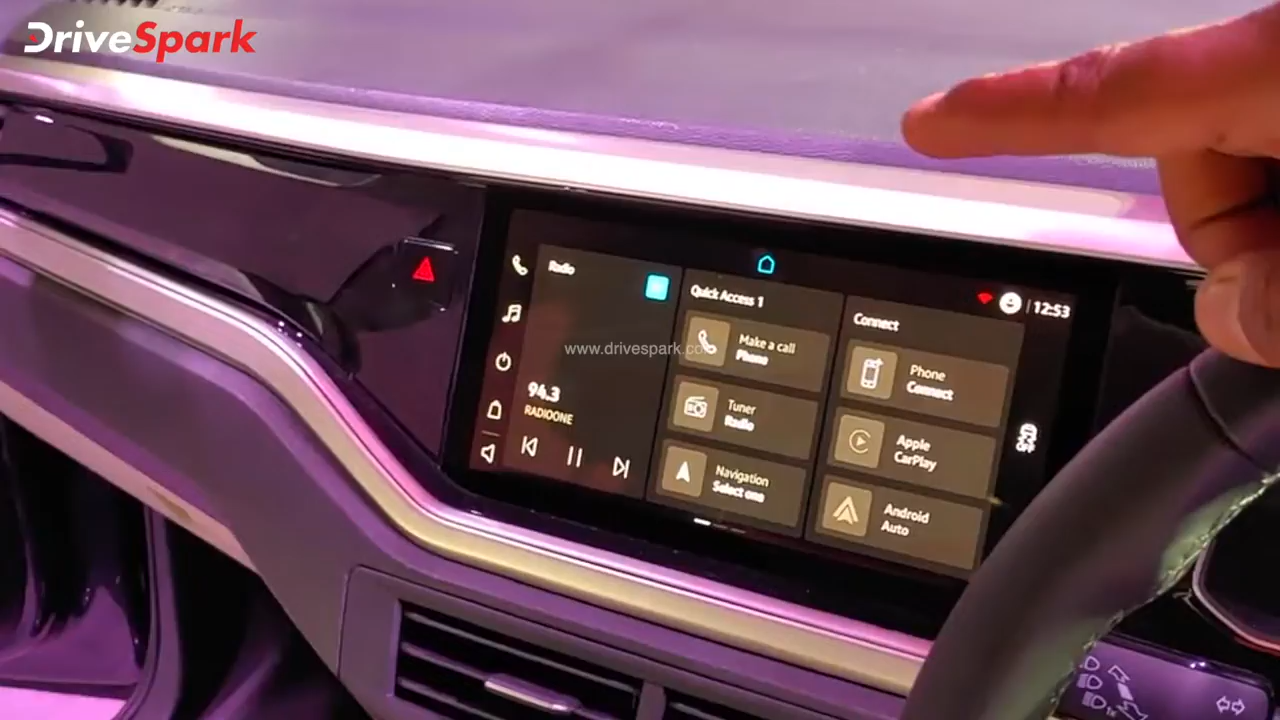 DriveSpark
Radio
94.3
RADIOONE
Quick Access 1
Make a call
Phone
Tuner
Radio
Navigation
Select one
12:53
Connect
Phone
Connect
Apple
CarPlay
Android
Auto
OFF
www.drivespark.com